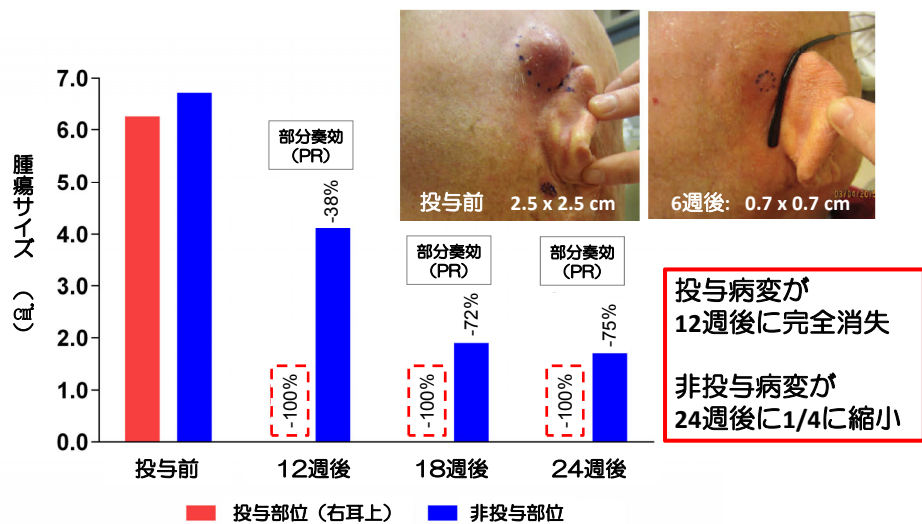 7.0
6.0
5.0
4.0
3.0
2.0
1.0
0.0
腫瘍サイズ (㎠)
部分奏効
(PR)
-38%
部分奏効
(PR)
-72%
部分奏効
(PR)
-75%
-100%
-100%
-100%
投与前
12週後
18週後
24週後
投与部位（右耳上）
非投与部位
投与前 2.5 x 2.5 cm
6週後: 0.7 x 0.7 cm
投与病変が
12週後に完全消失
非投与病変が
24週後に1/4に縮小